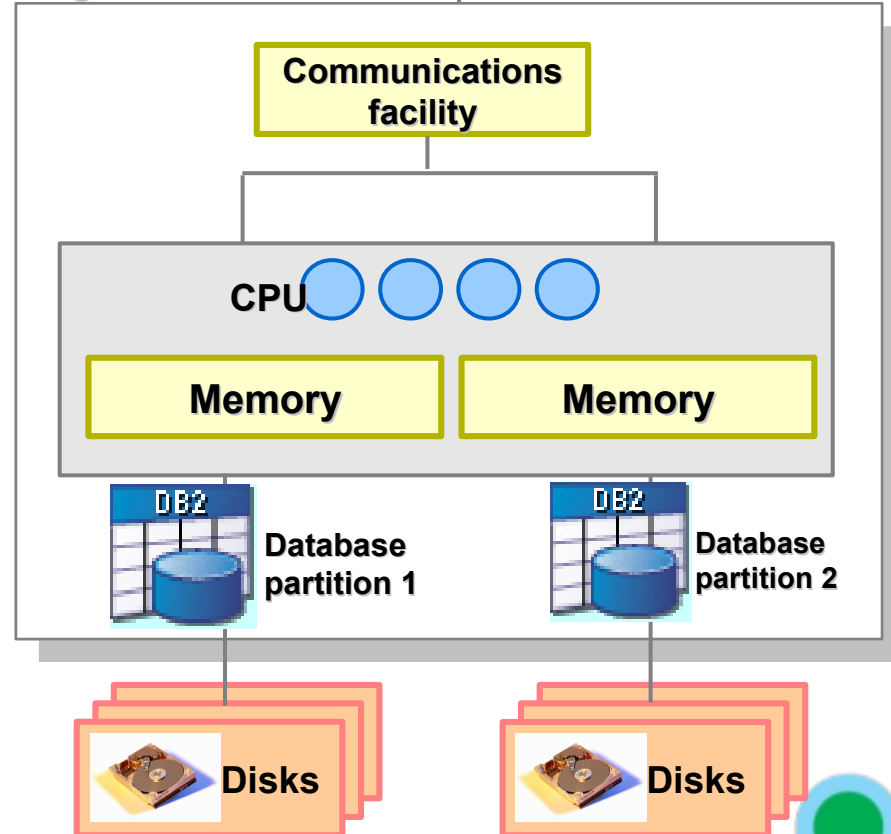 Communications
facility
CPU
Memory
Memory
DB2
Database
partition 1
DB2
Database
partition 2
Disks
Disks